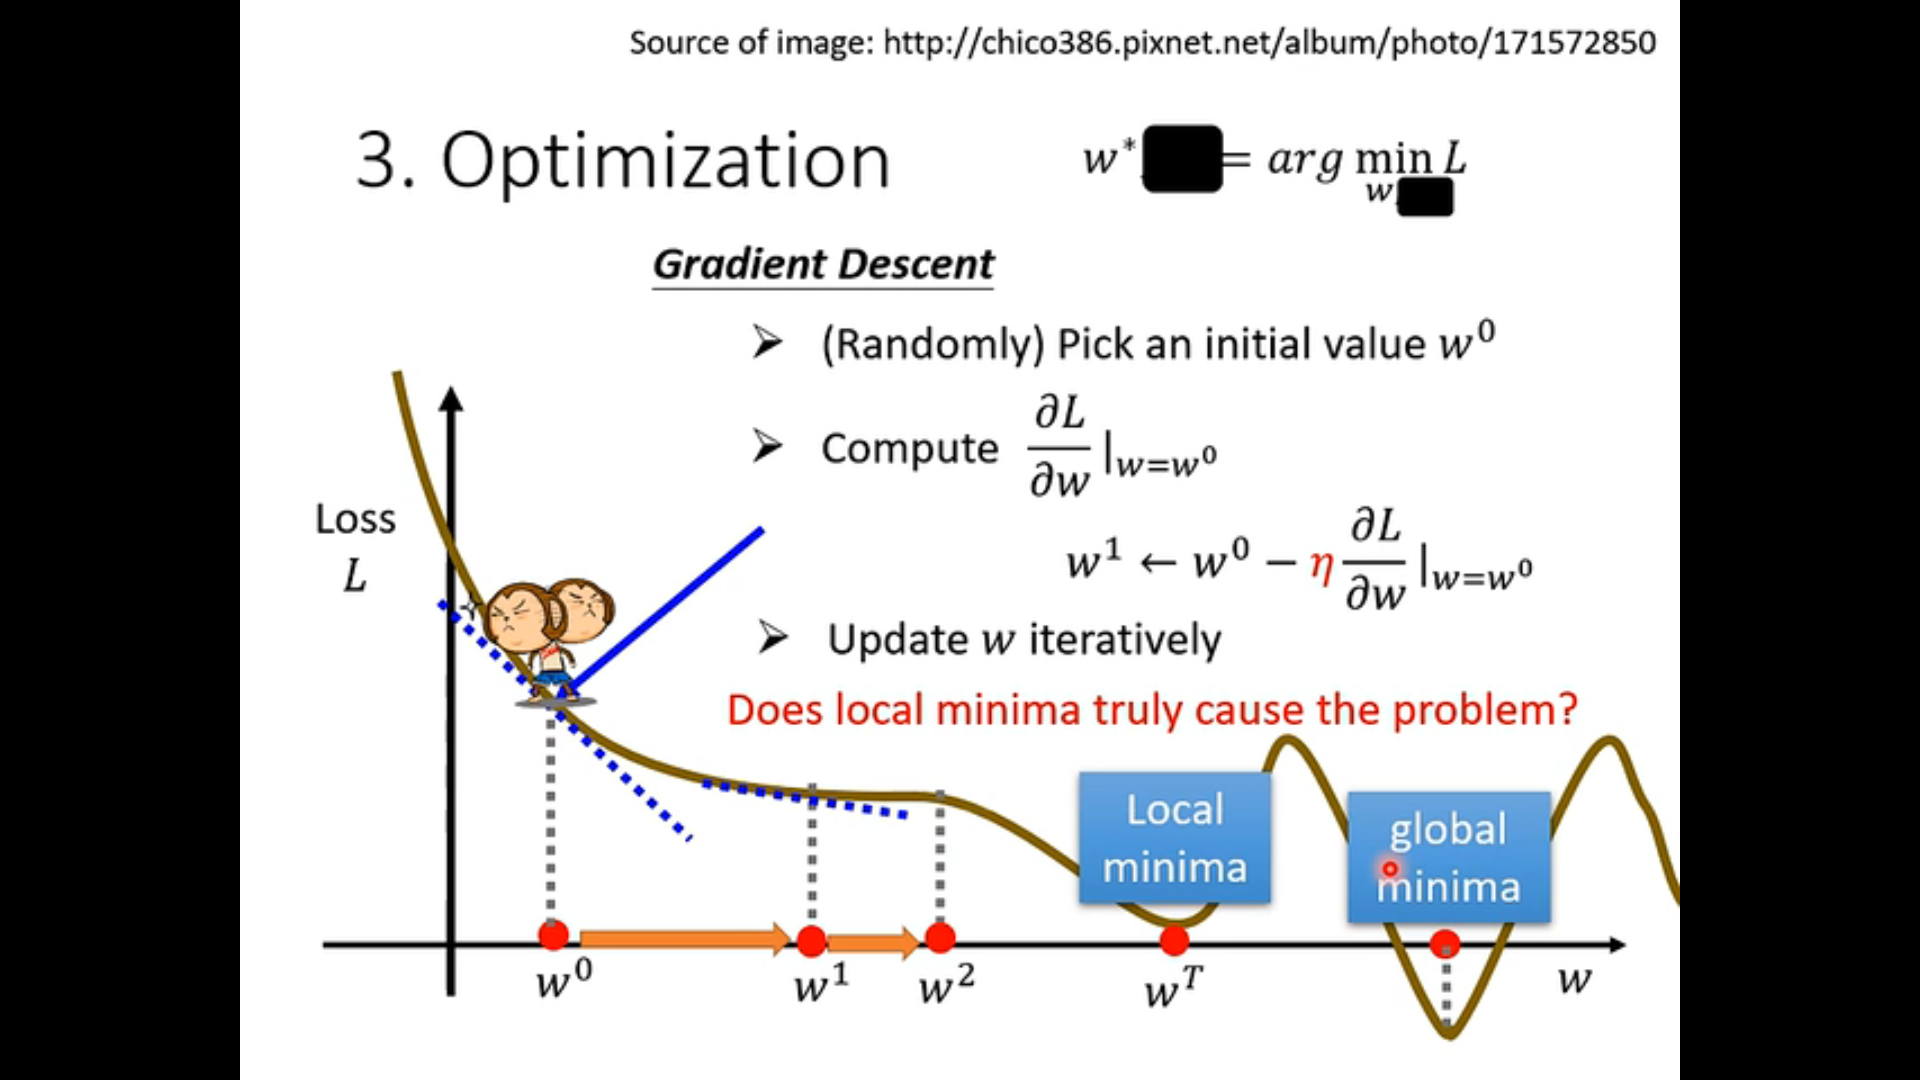 Source of image: http://chico386.pixnet.net/album/photo/171572850
3. Optimization
w* = arg min L
w
Gradient Descent
➢ (Randomly) Pick an initial value w⁰
➢ Compute ∂L/∂w |w=w⁰
w¹ ← w⁰ − η ∂L/∂w |w=w⁰
➢ Update w iteratively
Does local minima truly cause the problem?
Loss
L
Local
minima
global
minima
w⁰
w¹
w²
wᵀ
w